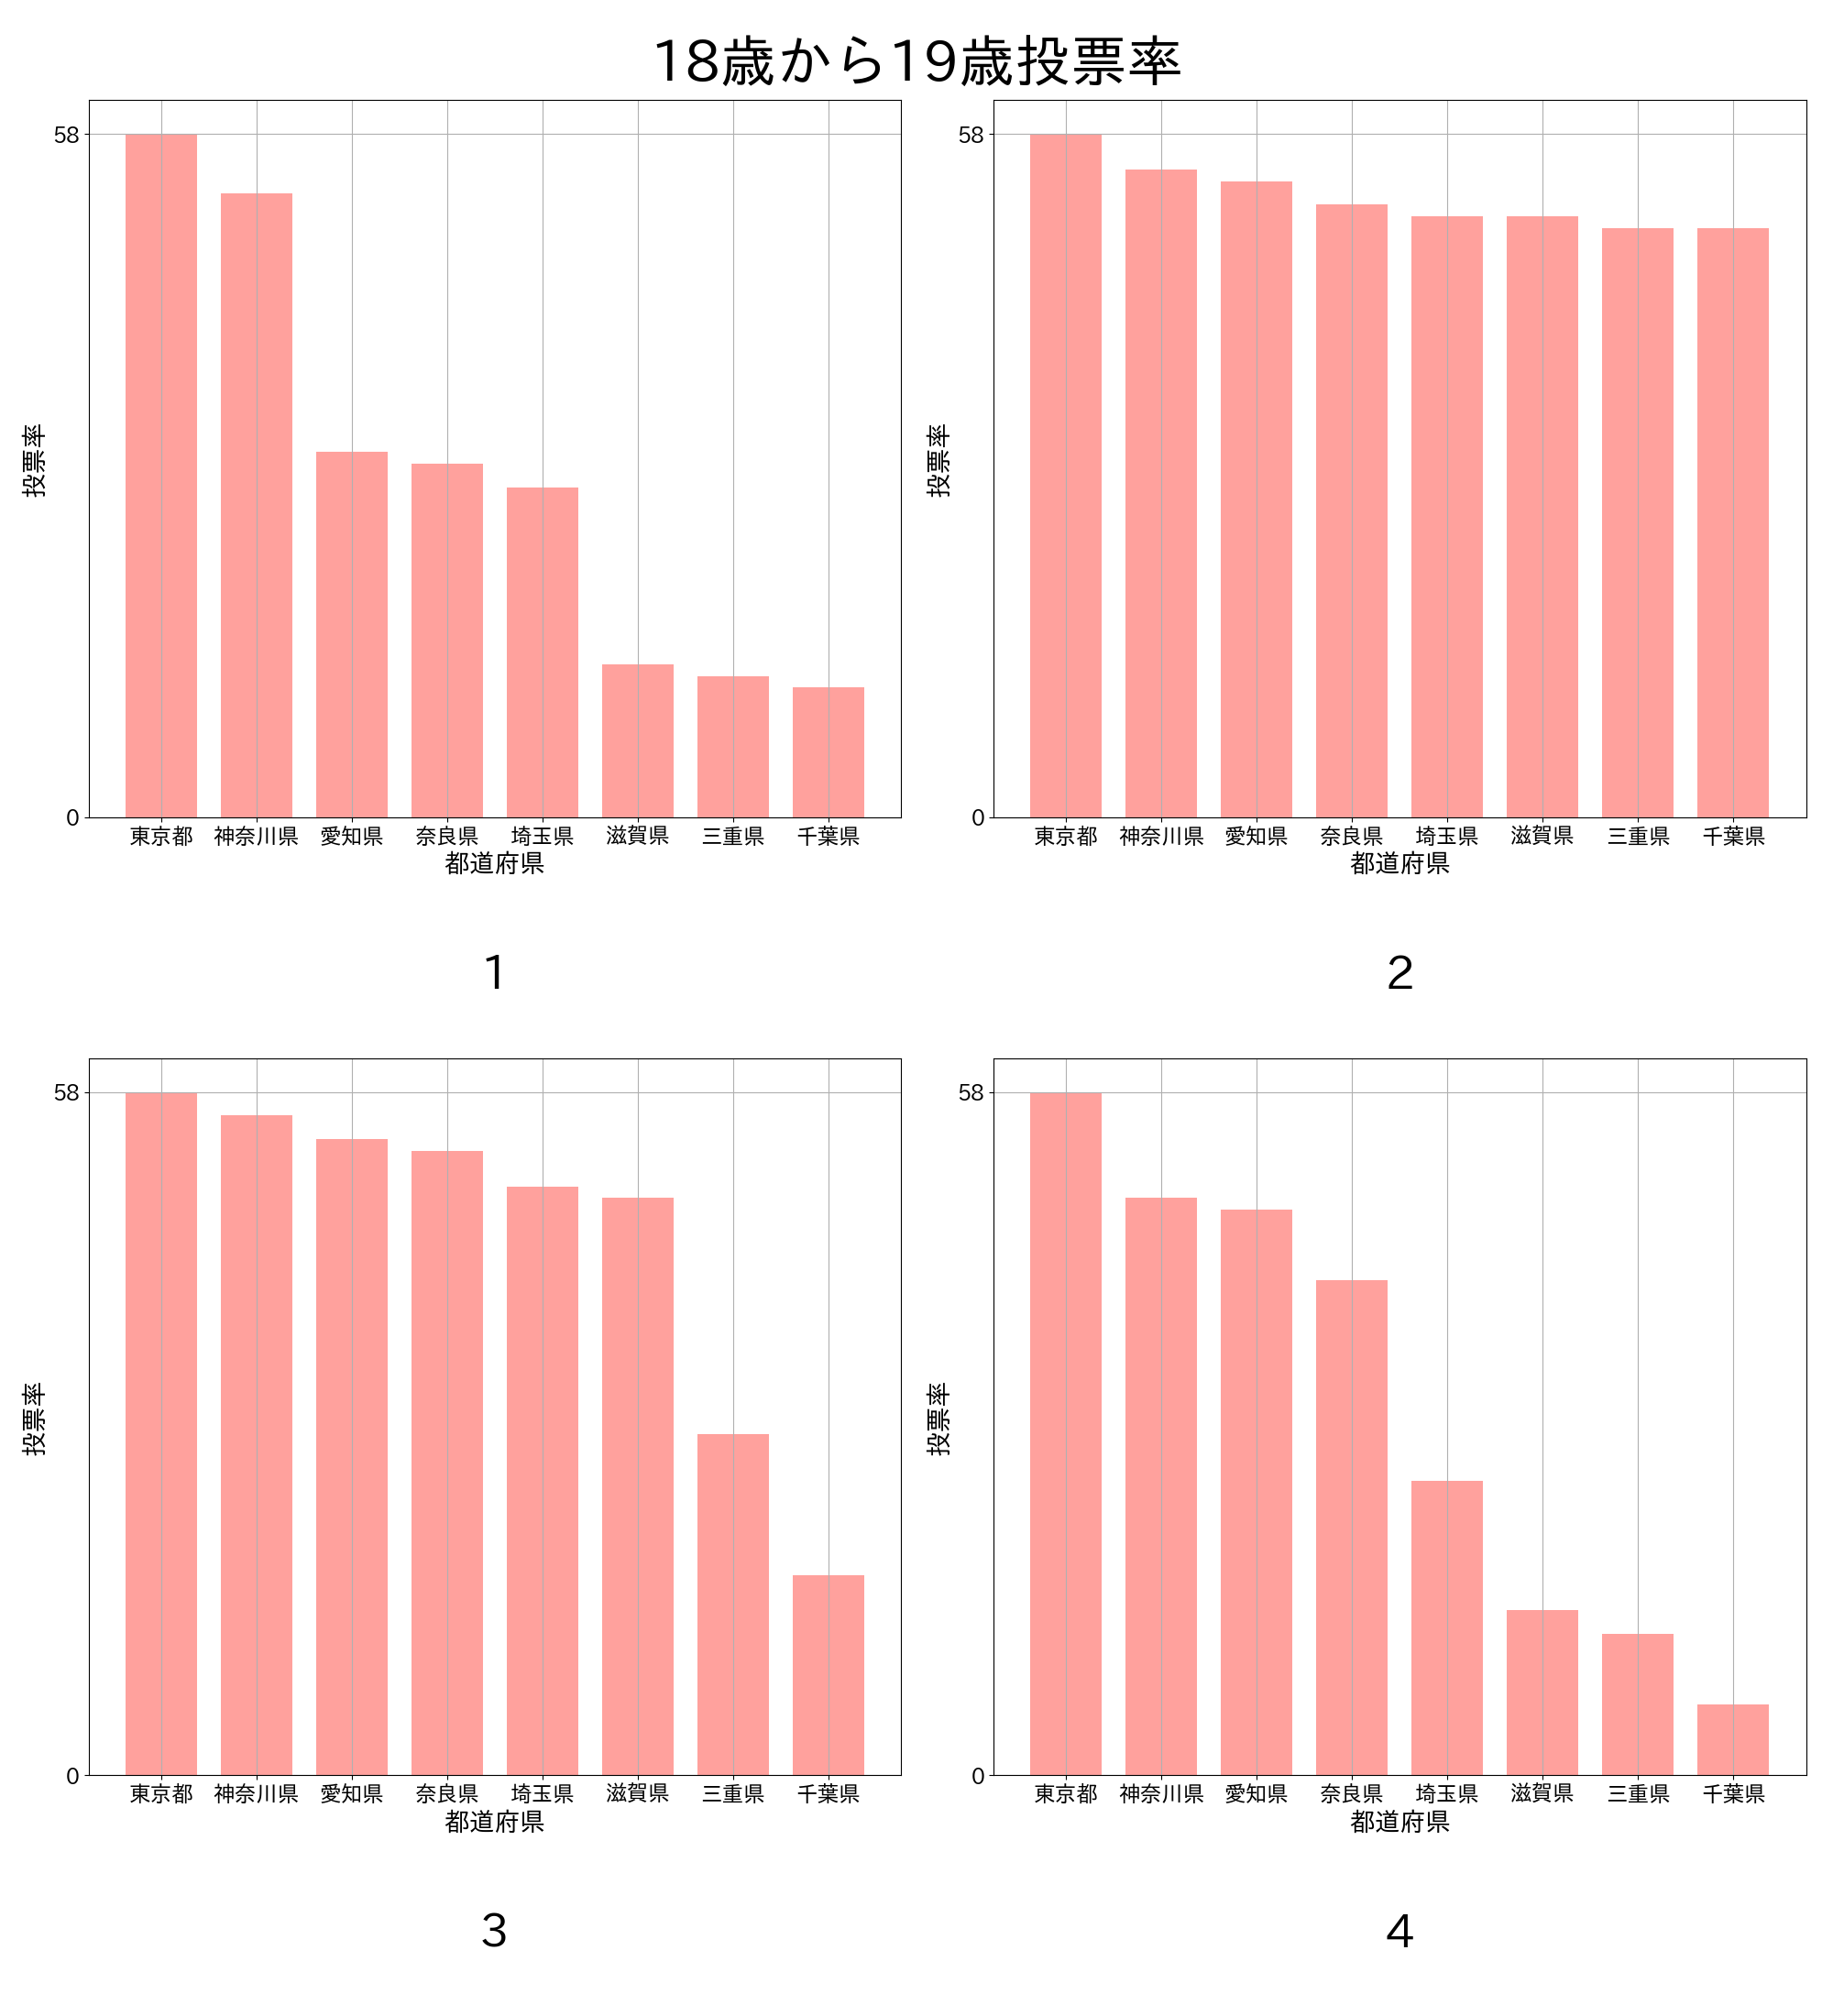 18歳から19歳投票率
58
0
投票率
東京都 神奈川県 愛知県 奈良県 埼玉県 滋賀県 三重県 千葉県
都道府県
1
58
0
投票率
東京都 神奈川県 愛知県 奈良県 埼玉県 滋賀県 三重県 千葉県
都道府県
2
58
0
投票率
東京都 神奈川県 愛知県 奈良県 埼玉県 滋賀県 三重県 千葉県
都道府県
3
58
0
投票率
東京都 神奈川県 愛知県 奈良県 埼玉県 滋賀県 三重県 千葉県
都道府県
4